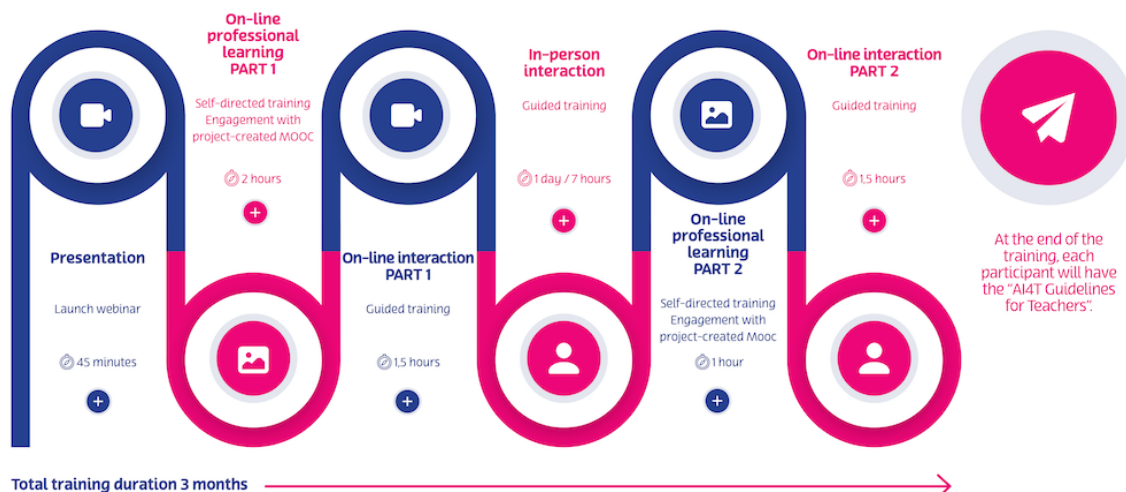 Presentation
Launch webinar
45 minutes
On-line
professional
learning
PART 1
Self-directed training
Engagement with
project-created MOOC
2 hours
On-line interaction
PART 1
Guided training
1,5 hours
In-person
interaction
Guided training
1 day / 7 hours
On-line
professional
learning
PART 2
Self-directed training
Engagement with
project-created Mooc
1 hour
On-line interaction
PART 2
Guided training
1,5 hours
At the end of the
training, each
participant will have
the "AI4T Guidelines
for Teachers".
Total training duration 3 months